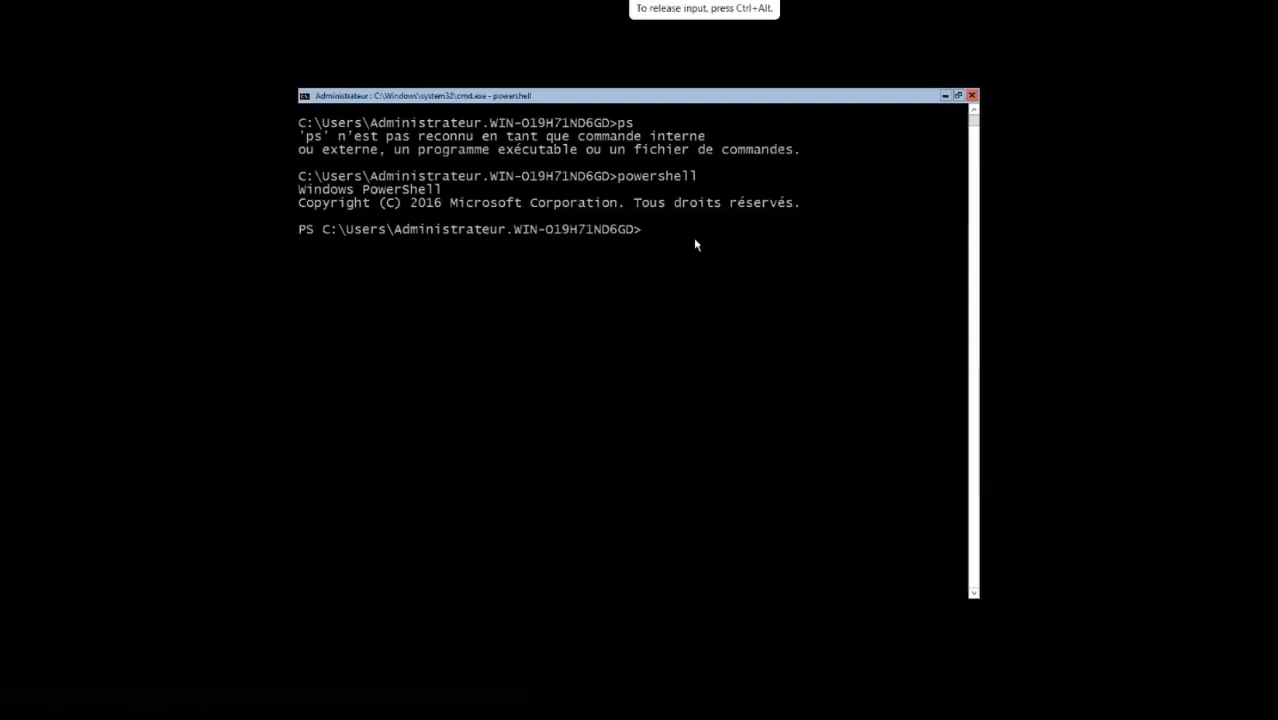 To release input, press Ctrl+Alt.
Administrateur : C:\Windows\system32\cmd.exe - powershell
C:\Users\Administrateur.WIN-O19H71ND6GD>ps
'ps' n'est pas reconnu en tant que commande interne
ou externe, un programme exécutable ou un fichier de commandes.
C:\Users\Administrateur.WIN-O19H71ND6GD>powershell
Windows PowerShell
Copyright (C) 2016 Microsoft Corporation. Tous droits réservés.
PS C:\Users\Administrateur.WIN-O19H71ND6GD>